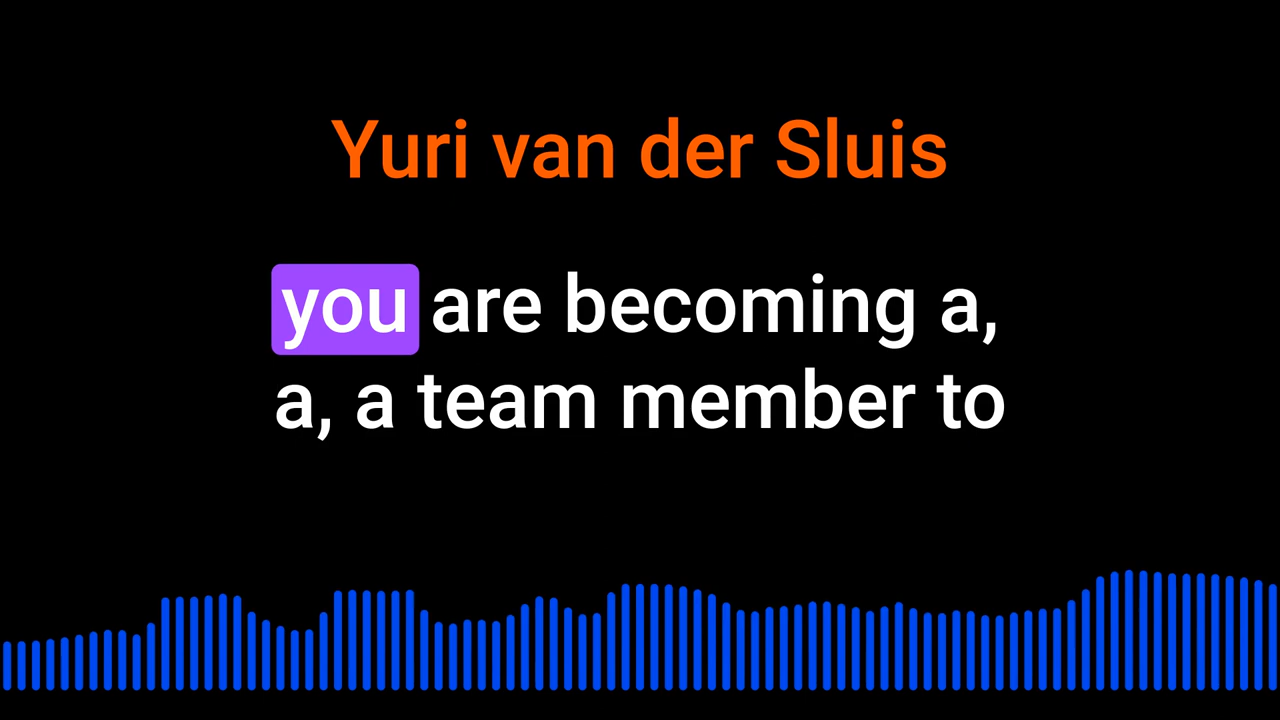 Yuri van der Sluis
you are becoming a,
a, a team member to